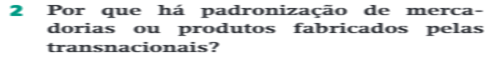 2 Por que há padronização de merca-
dorias ou produtos fabricados pelas
transnacionais?